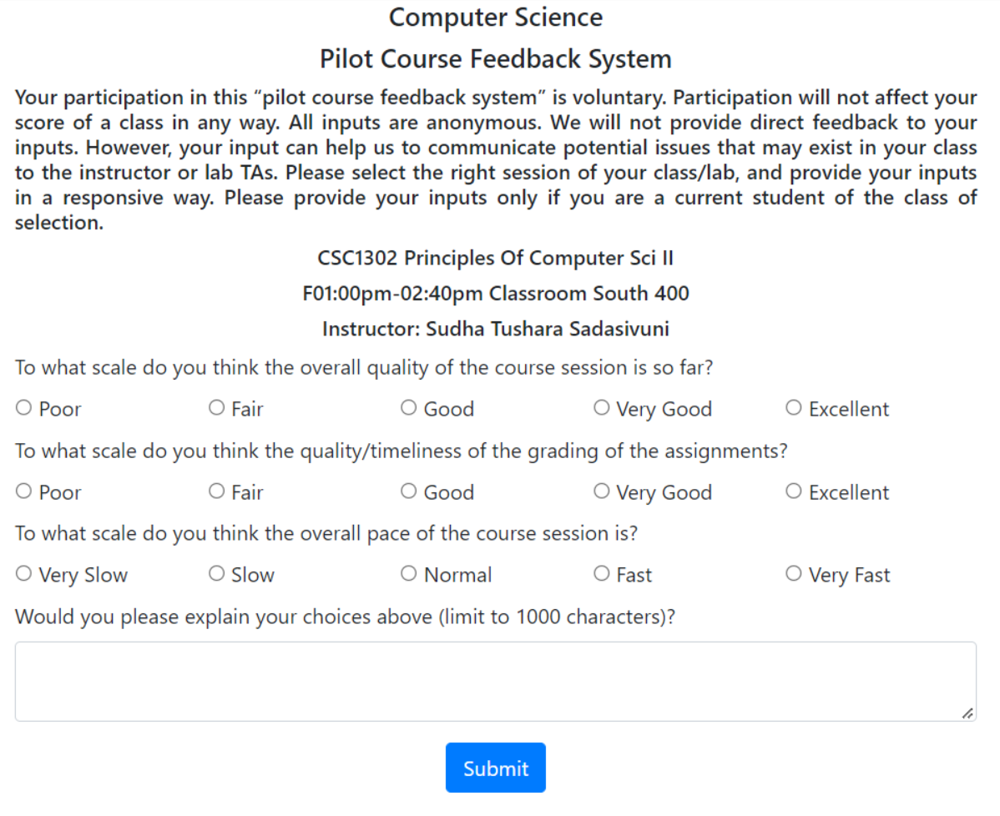 Computer Science
Pilot Course Feedback System
Your participation in this “pilot course feedback system” is voluntary. Participation will not affect your
score of a class in any way. All inputs are anonymous. We will not provide direct feedback to your
inputs. However, your input can help us to communicate potential issues that may exist in your class
to the instructor or lab TAs. Please select the right session of your class/lab, and provide your inputs
in a responsive way. Please provide your inputs only if you are a current student of the class of
selection.
CSC1302 Principles Of Computer Sci II
F01:00pm-02:40pm Classroom South 400
Instructor: Sudha Tushara Sadasivuni
To what scale do you think the overall quality of the course session is so far?
Poor Fair Good Very Good Excellent
To what scale do you think the quality/timeliness of the grading of the assignments?
Poor Fair Good Very Good Excellent
To what scale do you think the overall pace of the course session is?
Very Slow Slow Normal Fast Very Fast
Would you please explain your choices above (limit to 1000 characters)?
Submit